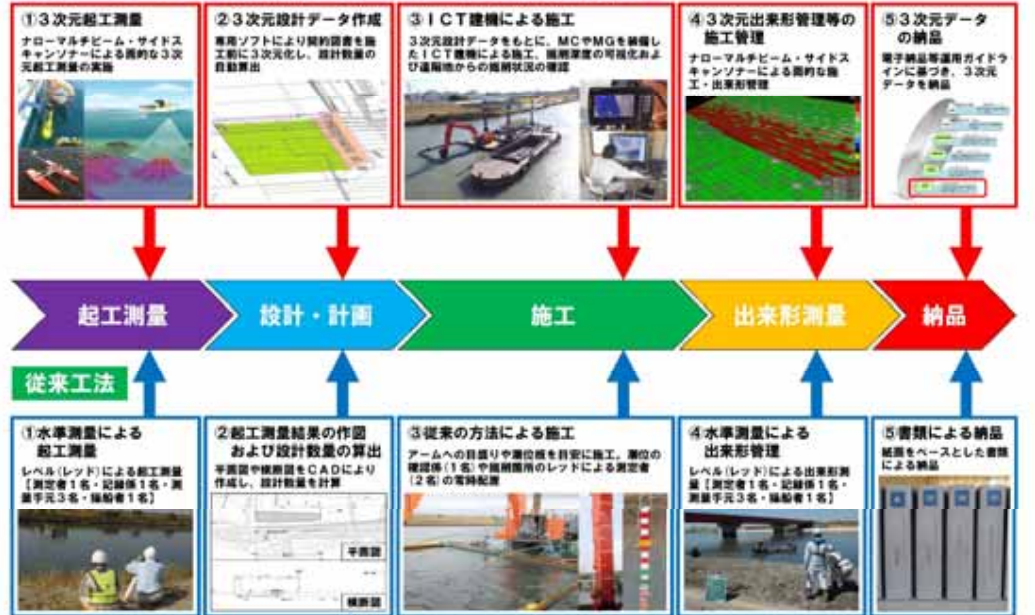 ①3次元起工測量
ナローマルチビーム・サイドス
キャンソナーによる面的な3次
元起工測量の実施
②3次元設計データ作成
専用ソフトにより契約図書を施
工前に3次元化し、設計数量の
自動算出
③ICT建機による施工
3次元設計データをもとに、MCやMGを装備し
たICT建機による施工、掘削深度の可視化およ
び遠隔地からの掘削状況の確認
④3次元出来形管理等の
施工管理
ナローマルチビーム・サイドス
キャンソナーによる面的な施
工・出来形管理
⑤3次元データ
の納品
電子納品等運用ガイドラ
インに基づき、3次元
データを納品
起工測量
設計・計画
施工
出来形測量
納品
従来工法
①水準測量による
起工測量
レベル(レッド)による起工測量
【測定者1名・記録係1名・測
量手元3名・操船者1名】
②起工測量結果の作図
および設計数量の算出
平面図や横断図をCADにより
作成し、設計数量を計算
平面図
横断図
③従来の方法による施工
アームへの目盛りや潮位板を目安に施工。潮位の
確認係(1名)や掘削箇所のレッドによる測定者
(2名)の常時配置
④水準測量による
出来形管理
レベル(レッド)による出来形測
量【測定者1名・記録係1名・
測量手元3名・操船者1名】
⑤書類による納品
紙面をベースとした書類
による納品